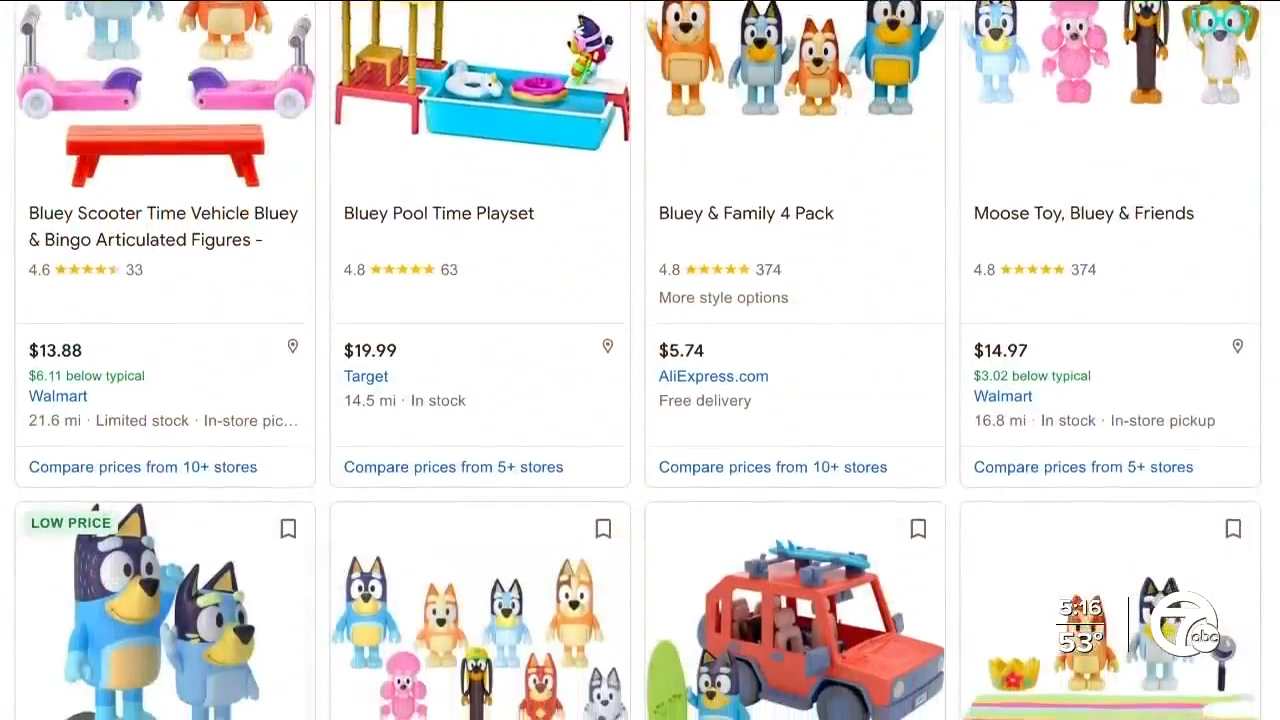 Bluey Scooter Time Vehicle Bluey
& Bingo Articulated Figures -
4.6 33
$13.88
$6.11 below typical
Walmart
21.6 mi · Limited stock · In-store pic...
Compare prices from 10+ stores
Bluey Pool Time Playset
4.8 63
$19.99
Target
14.5 mi · In stock
Compare prices from 5+ stores
Bluey & Family 4 Pack
4.8 374
More style options
$5.74
AliExpress.com
Free delivery
Compare prices from 10+ stores
Moose Toy, Bluey & Friends
4.8 374
$14.97
$3.02 below typical
Walmart
16.8 mi · In stock · In-store pickup
Compare prices from 5+ stores
LOW PRICE
5:16
53°
7 abc